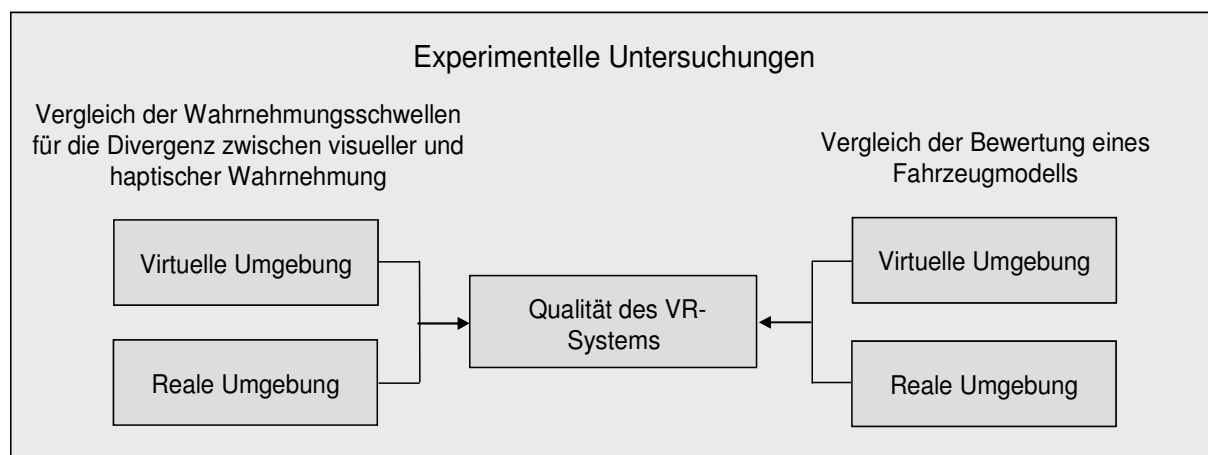 Experimentelle Untersuchungen
Vergleich der Wahrnehmungsschwellen
für die Divergenz zwischen visueller und
haptischer Wahrnehmung
Vergleich der Bewertung eines
Fahrzeugmodells
Virtuelle Umgebung
Reale Umgebung
Qualität des VR-
Systems
Virtuelle Umgebung
Reale Umgebung